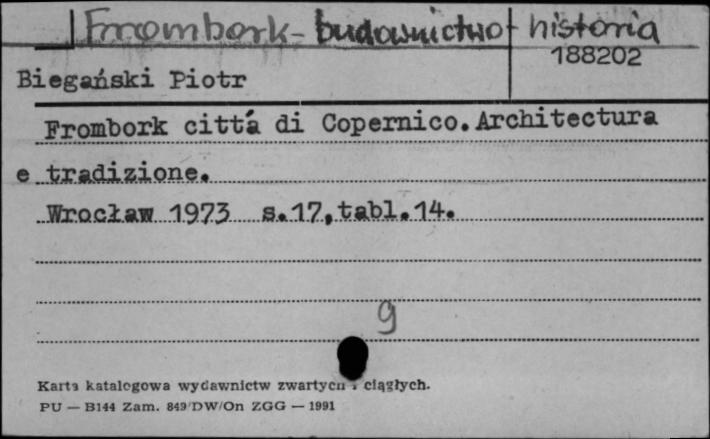 Frombork - budownictwo - historia
188202
Biegański Piotr
Frombork cittá di Copernico. Architectura
e tradizione.
Wrocław 1973 s.17, tabl.14.
9
Karta katalogowa wydawnictw zwartych i ciągłych.
PU — B144 Zam. 849/DW/On ZGG — 1991